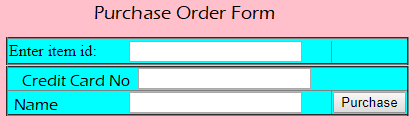 Purchase Order Form
Enter item id:
Credit Card No
Name Purchase